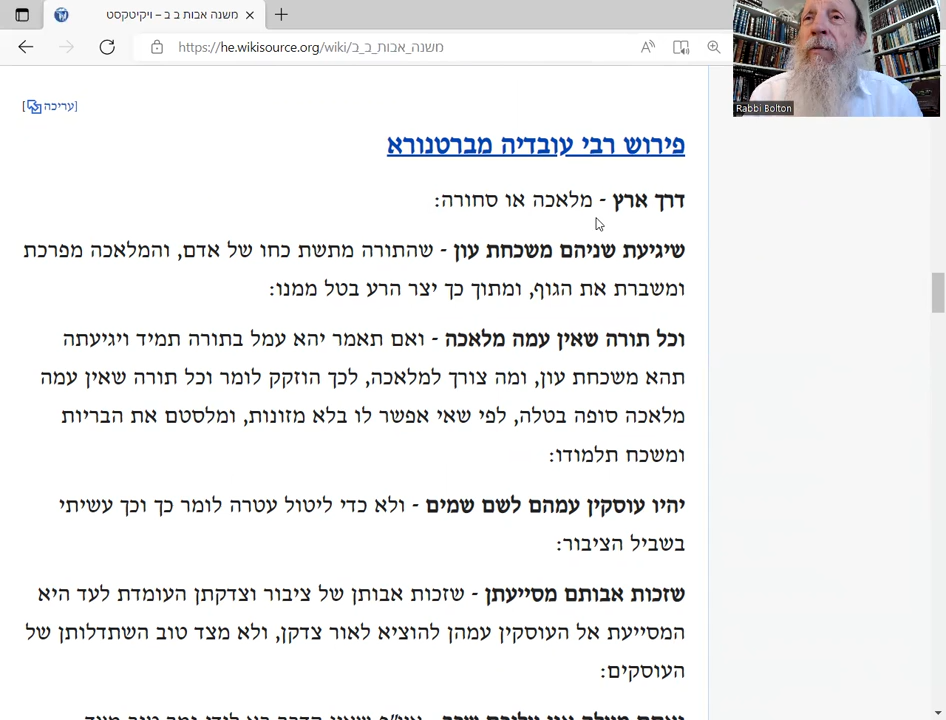 משנה אבות ב ב – ויקיטקסט
https://he.wikisource.org/wiki/משנה_אבות_ב_ב
Rabbi Bolton
[עריכה]
פירוש רבי עובדיה מברטנורא
דרך ארץ - מלאכה או סחורה:
שיגיעת שניהם משכחת עון - שהתורה מתשת כחו של אדם, והמלאכה מפרכת
ומשברת את הגוף, ומתוך כך יצר הרע בטל ממנו:
וכל תורה שאין עמה מלאכה - ואם תאמר יהא עמל בתורה תמיד ויגיעתה
תהא משכחת עון, ומה צורך למלאכה, לכך הוזקק לומר וכל תורה שאין עמה
מלאכה סופה בטלה, לפי שאי אפשר לו בלא מזונות, ומלסטם את הבריות
ומשכח תלמודו:
יהיו עוסקין עמהם לשם שמים - ולא כדי ליטול עטרה לומר כך וכך עשיתי
בשביל הציבור:
שזכות אבותם מסייעתן - שזכות אבותן של ציבור וצדקתן העומדת לעד היא
המסייעת אל העוסקין עמהן להוציא לאור צדקן, ולא מצד טוב השתדלותן של
העוסקים: